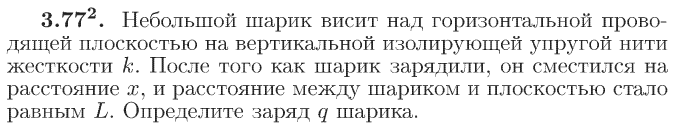 3.77². Небольшой шарик висит над горизонтальной прово-
дящей плоскостью на вертикальной изолирующей упругой нити
жесткости k. После того как шарик зарядили, он сместился на
расстояние x, и расстояние между шариком и плоскостью стало
равным L. Определите заряд q шарика.